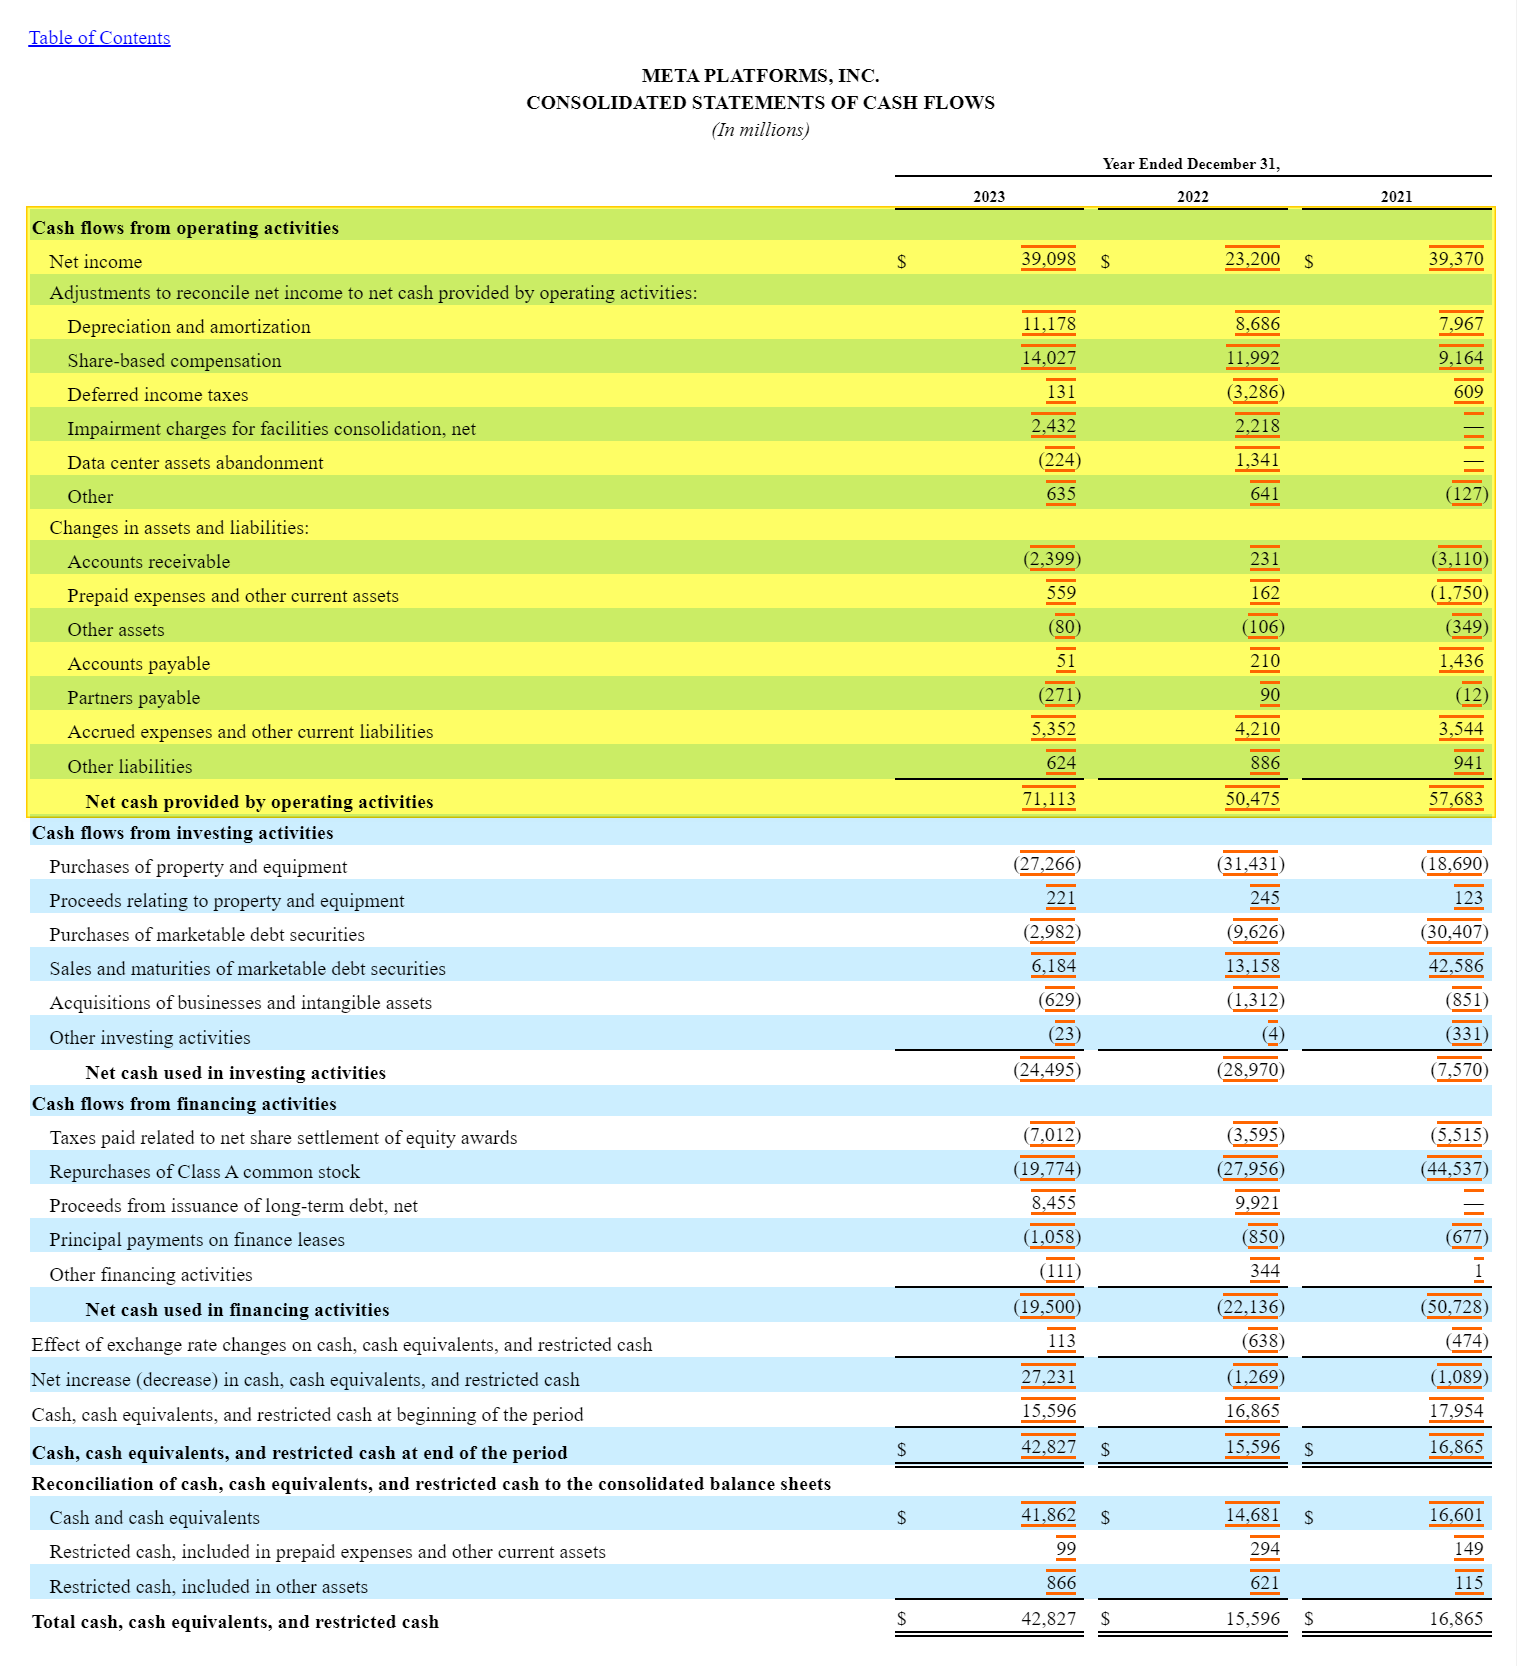 Table of Contents
META PLATFORMS, INC.
CONSOLIDATED STATEMENTS OF CASH FLOWS
(In millions)
Year Ended December 31,
2023 2022 2021
Cash flows from operating activities
Net income $ 39,098 $ 23,200 $ 39,370
Adjustments to reconcile net income to net cash provided by operating activities:
Depreciation and amortization 11,178 8,686 7,967
Share-based compensation 14,027 11,992 9,164
Deferred income taxes 131 (3,286) 609
Impairment charges for facilities consolidation, net 2,432 2,218 —
Data center assets abandonment (224) 1,341 —
Other 635 641 (127)
Changes in assets and liabilities:
Accounts receivable (2,399) 231 (3,110)
Prepaid expenses and other current assets 559 162 (1,750)
Other assets (80) (106) (349)
Accounts payable 51 210 1,436
Partners payable (271) 90 (12)
Accrued expenses and other current liabilities 5,352 4,210 3,544
Other liabilities 624 886 941
Net cash provided by operating activities 71,113 50,475 57,683
Cash flows from investing activities
Purchases of property and equipment (27,266) (31,431) (18,690)
Proceeds relating to property and equipment 221 245 123
Purchases of marketable debt securities (2,982) (9,626) (30,407)
Sales and maturities of marketable debt securities 6,184 13,158 42,586
Acquisitions of businesses and intangible assets (629) (1,312) (851)
Other investing activities (23) (4) (331)
Net cash used in investing activities (24,495) (28,970) (7,570)
Cash flows from financing activities
Taxes paid related to net share settlement of equity awards (7,012) (3,595) (5,515)
Repurchases of Class A common stock (19,774) (27,956) (44,537)
Proceeds from issuance of long-term debt, net 8,455 9,921 —
Principal payments on finance leases (1,058) (850) (677)
Other financing activities (111) 344 1
Net cash used in financing activities (19,500) (22,136) (50,728)
Effect of exchange rate changes on cash, cash equivalents, and restricted cash 113 (638) (474)
Net increase (decrease) in cash, cash equivalents, and restricted cash 27,231 (1,269) (1,089)
Cash, cash equivalents, and restricted cash at beginning of the period 15,596 16,865 17,954
Cash, cash equivalents, and restricted cash at end of the period $ 42,827 $ 15,596 $ 16,865
Reconciliation of cash, cash equivalents, and restricted cash to the consolidated balance sheets
Cash and cash equivalents $ 41,862 $ 14,681 $ 16,601
Restricted cash, included in prepaid expenses and other current assets 99 294 149
Restricted cash, included in other assets 866 621 115
Total cash, cash equivalents, and restricted cash $ 42,827 $ 15,596 $ 16,865